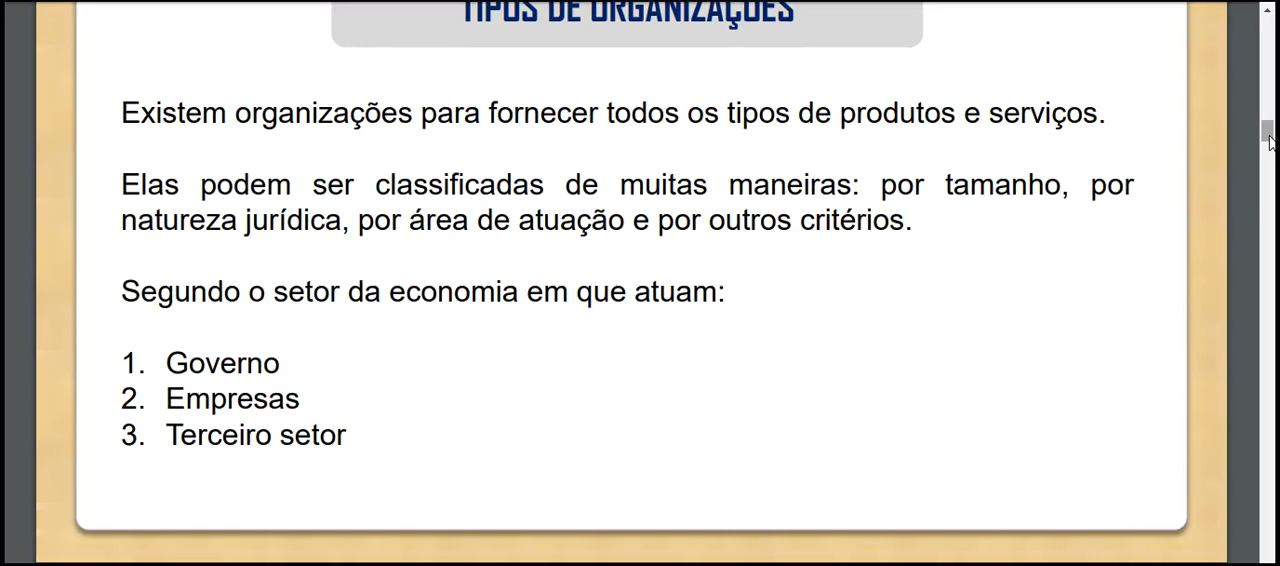 TIPOS DE ORGANIZAÇÕES
Existem organizações para fornecer todos os tipos de produtos e serviços.
Elas podem ser classificadas de muitas maneiras: por tamanho, por
natureza jurídica, por área de atuação e por outros critérios.
Segundo o setor da economia em que atuam:
1. Governo
2. Empresas
3. Terceiro setor